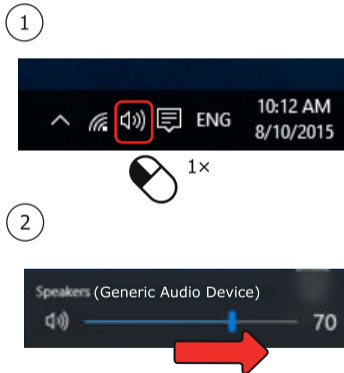 1
ENG
10:12 AM
8/10/2015
1×
2
Speakers (Generic Audio Device)
70